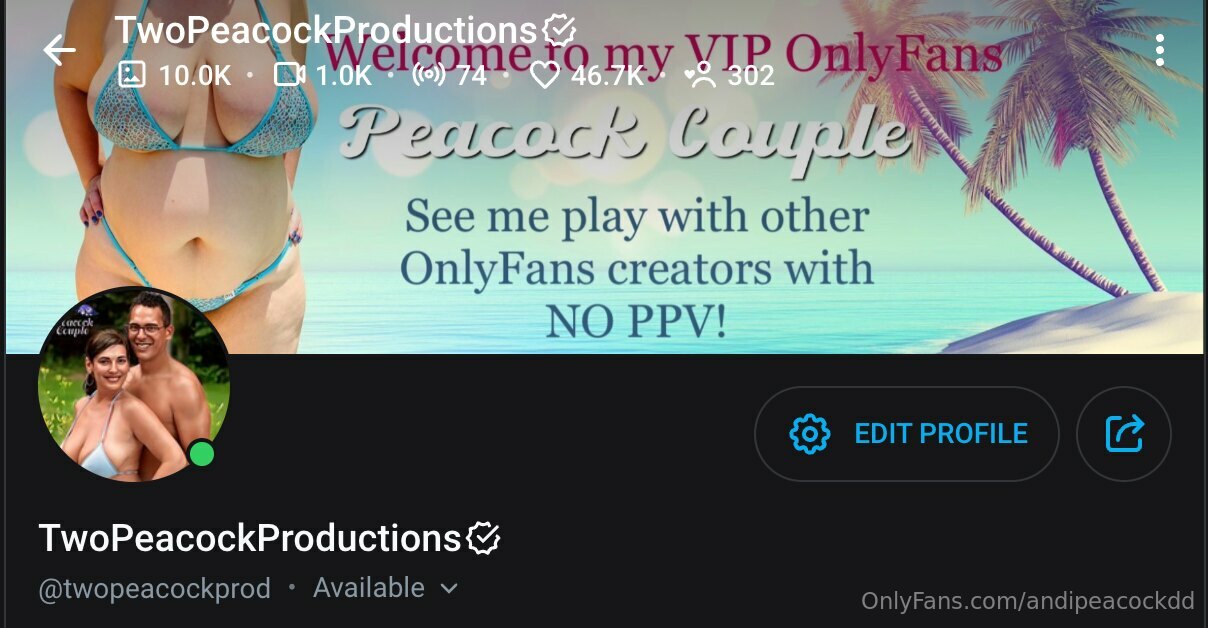 TwoPeacockProductions
10.0K • 1.0K • 74 • 46.7K • 302
Welcome to my VIP OnlyFans
Peacock Couple
See me play with other
OnlyFans creators with
NO PPV!
Peacock
Couple
EDIT PROFILE
TwoPeacockProductions
@twopeacockprod • Available
OnlyFans.com/andipeacockdd